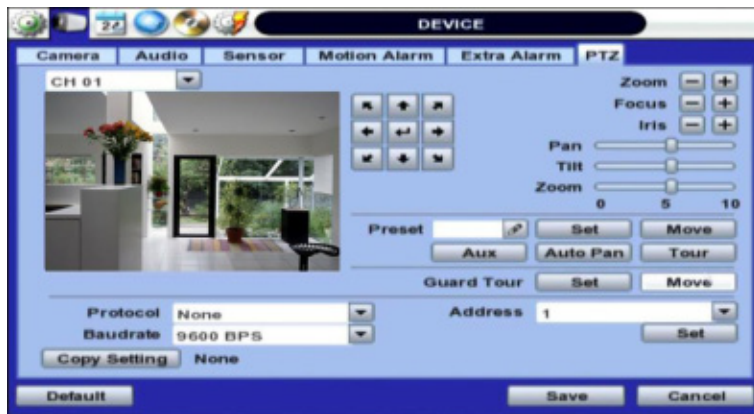 DEVICE
Camera Audio Sensor Motion Alarm Extra Alarm PTZ
CH 01
Zoom - +
Focus - +
Iris - +
Pan
Tilt
Zoom
0 5 10
Preset Set Move
Aux Auto Pan Tour
Guard Tour Set Move
Protocol None Address 1
Baudrate 9600 BPS Set
Copy Setting None
Default Save Cancel